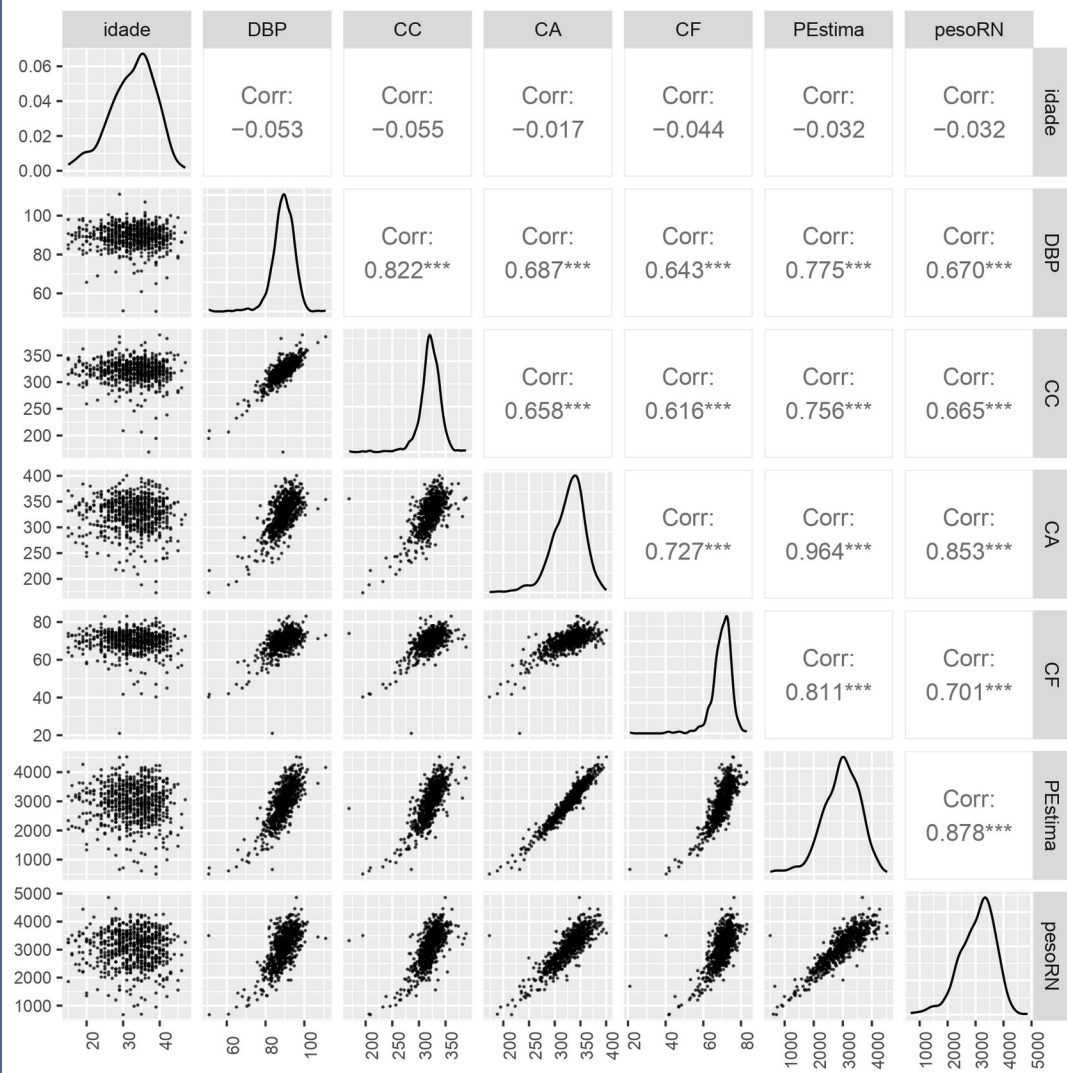 idade DBP CC CA CF PEstima pesoRN
0.06
0.04
0.02
0.00
Corr:
−0.053
Corr:
−0.055
Corr:
−0.017
Corr:
−0.044
Corr:
−0.032
Corr:
−0.032
idade
100
80
60
Corr:
0.822***
Corr:
0.687***
Corr:
0.643***
Corr:
0.775***
Corr:
0.670***
DBP
350
300
250
200
Corr:
0.658***
Corr:
0.616***
Corr:
0.756***
Corr:
0.665***
CC
400
350
300
250
200
Corr:
0.727***
Corr:
0.964***
Corr:
0.853***
CA
80
60
40
20
Corr:
0.811***
Corr:
0.701***
CF
4000
3000
2000
1000
Corr:
0.878***
PEstima
5000
4000
3000
2000
1000
pesoRN
20 30 40 60 80 100 200 250 300 350 200 250 300 350 400 20 40 60 80 1000 2000 3000 4000 1000 2000 3000 4000 5000